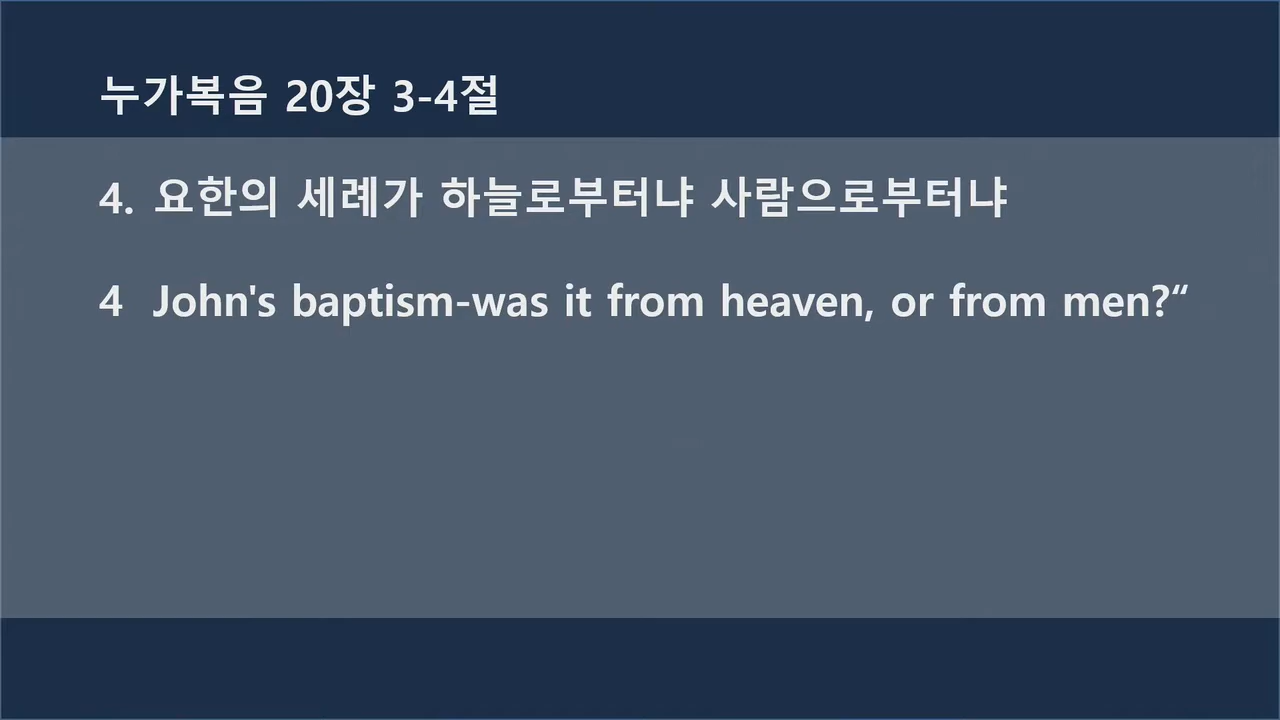 누가복음 20장 3-4절
4. 요한의 세례가 하늘로부터냐 사람으로부터냐
4 John's baptism-was it from heaven, or from men?“